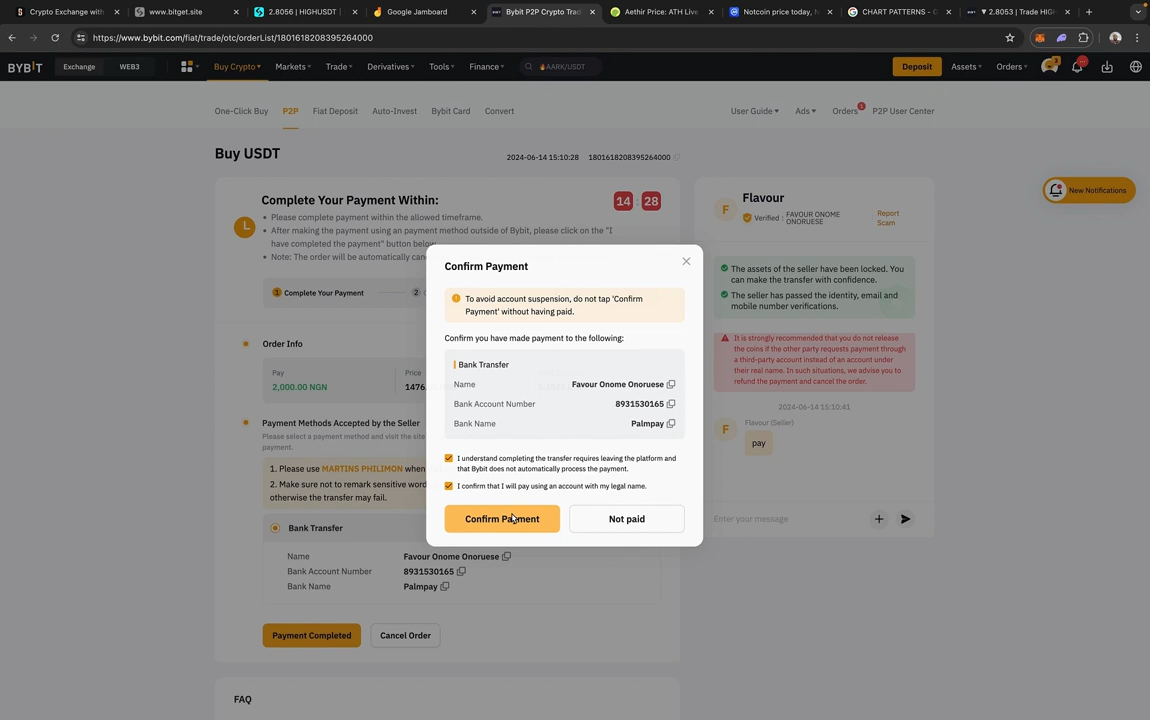 Crypto Exchange with
www.bitget.site
2.8056 | HIGHUSDT |
Google Jamboard
Bybit P2P Crypto Trad
Aethir Price: ATH Live
Notcoin price today, N
CHART PATTERNS - G
▼ 2.8053 | Trade HIGH
https://www.bybit.com/fiat/trade/otc/orderList/1801618208395264000
BYBIT
Exchange
WEB3
Buy Crypto
Markets
Trade
Derivatives
Tools
Finance
AARK/USDT
Deposit
Assets
Orders
3
One-Click Buy
P2P
Fiat Deposit
Auto-Invest
Bybit Card
Convert
User Guide
Ads
Orders
1
P2P User Center
Buy USDT
2024-06-14 15:10:28
1801618208395264000
Complete Your Payment Within:
14 : 28
• Please complete payment within the allowed timeframe.
• After making the payment using an payment method outside of Bybit, please click on the "I
have completed the payment" button below
• Note: The order will be automatically canc
1 Complete Your Payment
2
Order Info
Pay
2,000.00 NGN
Price
1476
Payment Methods Accepted by the Seller
Please select a payment method and visit the site
payment.
1. Please use MARTINS PHILIMON when
2. Make sure not to remark sensitive word
otherwise the transfer may fail.
Bank Transfer
Name
Favour Onome Onoruese
Bank Account Number
8931530165
Bank Name
Palmpay
Payment Completed
Cancel Order
FAQ
Confirm Payment
To avoid account suspension, do not tap 'Confirm
Payment' without having paid.
Confirm you have made payment to the following:
Bank Transfer
Name
Favour Onome Onoruese
Bank Account Number
8931530165
Bank Name
Palmpay
I understand completing the transfer requires leaving the platform and
that Bybit does not automatically process the payment.
I confirm that I will pay using an account with my legal name.
Confirm Payment
Not paid
F
Flavour
Verified : FAVOUR ONOME
ONORUESE
Report
Scam
The assets of the seller have been locked. You
can make the transfer with confidence.
The seller has passed the identity, email and
mobile number verifications.
It is strongly recommended that you do not release
the coins if the other party requests payment through
a third-party account instead of an account under
their real name. In such situations, we advise you to
refund the payment and cancel the order.
2024-06-14 15:10:41
F
Flavour (Seller)
pay
Enter your message
New Notifications